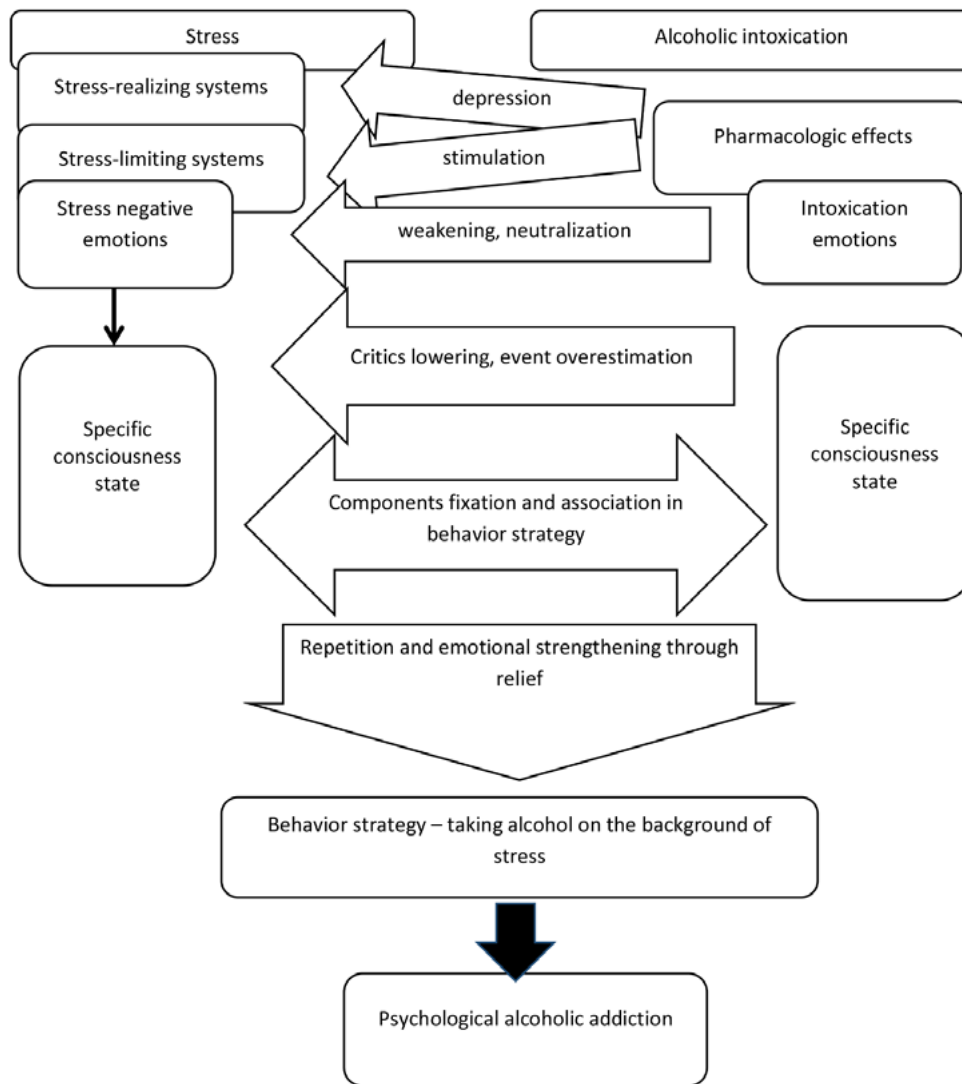 Stress
Alcoholic intoxication
Stress-realizing systems
depression
Pharmacologic effects
Stress-limiting systems
stimulation
Stress negative
emotions
weakening, neutralization
Intoxication
emotions
Critics lowering, event overestimation
Specific
consciousness
state
Specific
consciousness
state
Components fixation and association in
behavior strategy
Repetition and emotional strengthening through
relief
Behavior strategy – taking alcohol on the background of
stress
Psychological alcoholic addiction